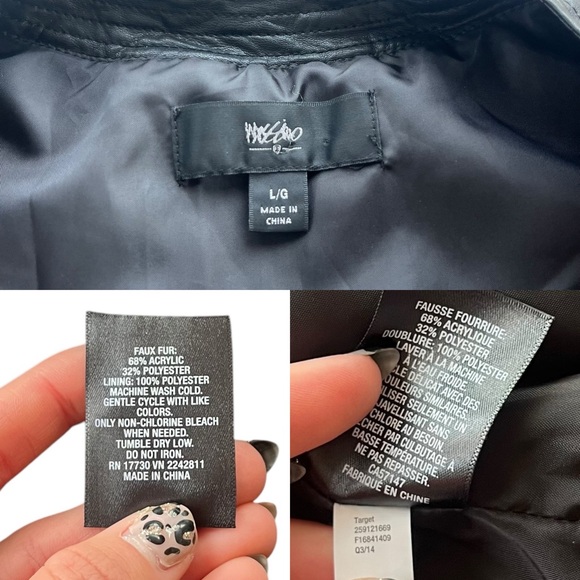 mossimo
L/G
MADE IN
CHINA
FAUX FUR:
68% ACRYLIC
32% POLYESTER
LINING: 100% POLYESTER
MACHINE WASH COLD.
GENTLE CYCLE WITH LIKE
COLORS.
ONLY NON-CHLORINE BLEACH
WHEN NEEDED.
TUMBLE DRY LOW.
DO NOT IRON.
RN 17730 VN 2242811
MADE IN CHINA
FAUSSE FOURRURE:
68% ACRYLIQUE
32% POLYESTER
DOUBLURE: 100% POLYESTER
LAVER À LA MACHINE
À L'EAU FROIDE
DÉLICAT AVEC DES
COULEURS SIMILAIRES.
UTILISER SEULEMENT UN
JAVELLISANT SANS
CHLORE AU BESOIN.
SÉCHER PAR CULBUTAGE À
BASSE TEMPÉRATURE.
NE PAS REPASSER.
CA57147
FABRIQUÉ EN CHINE
Target
259121669
F16841409
Q3/14